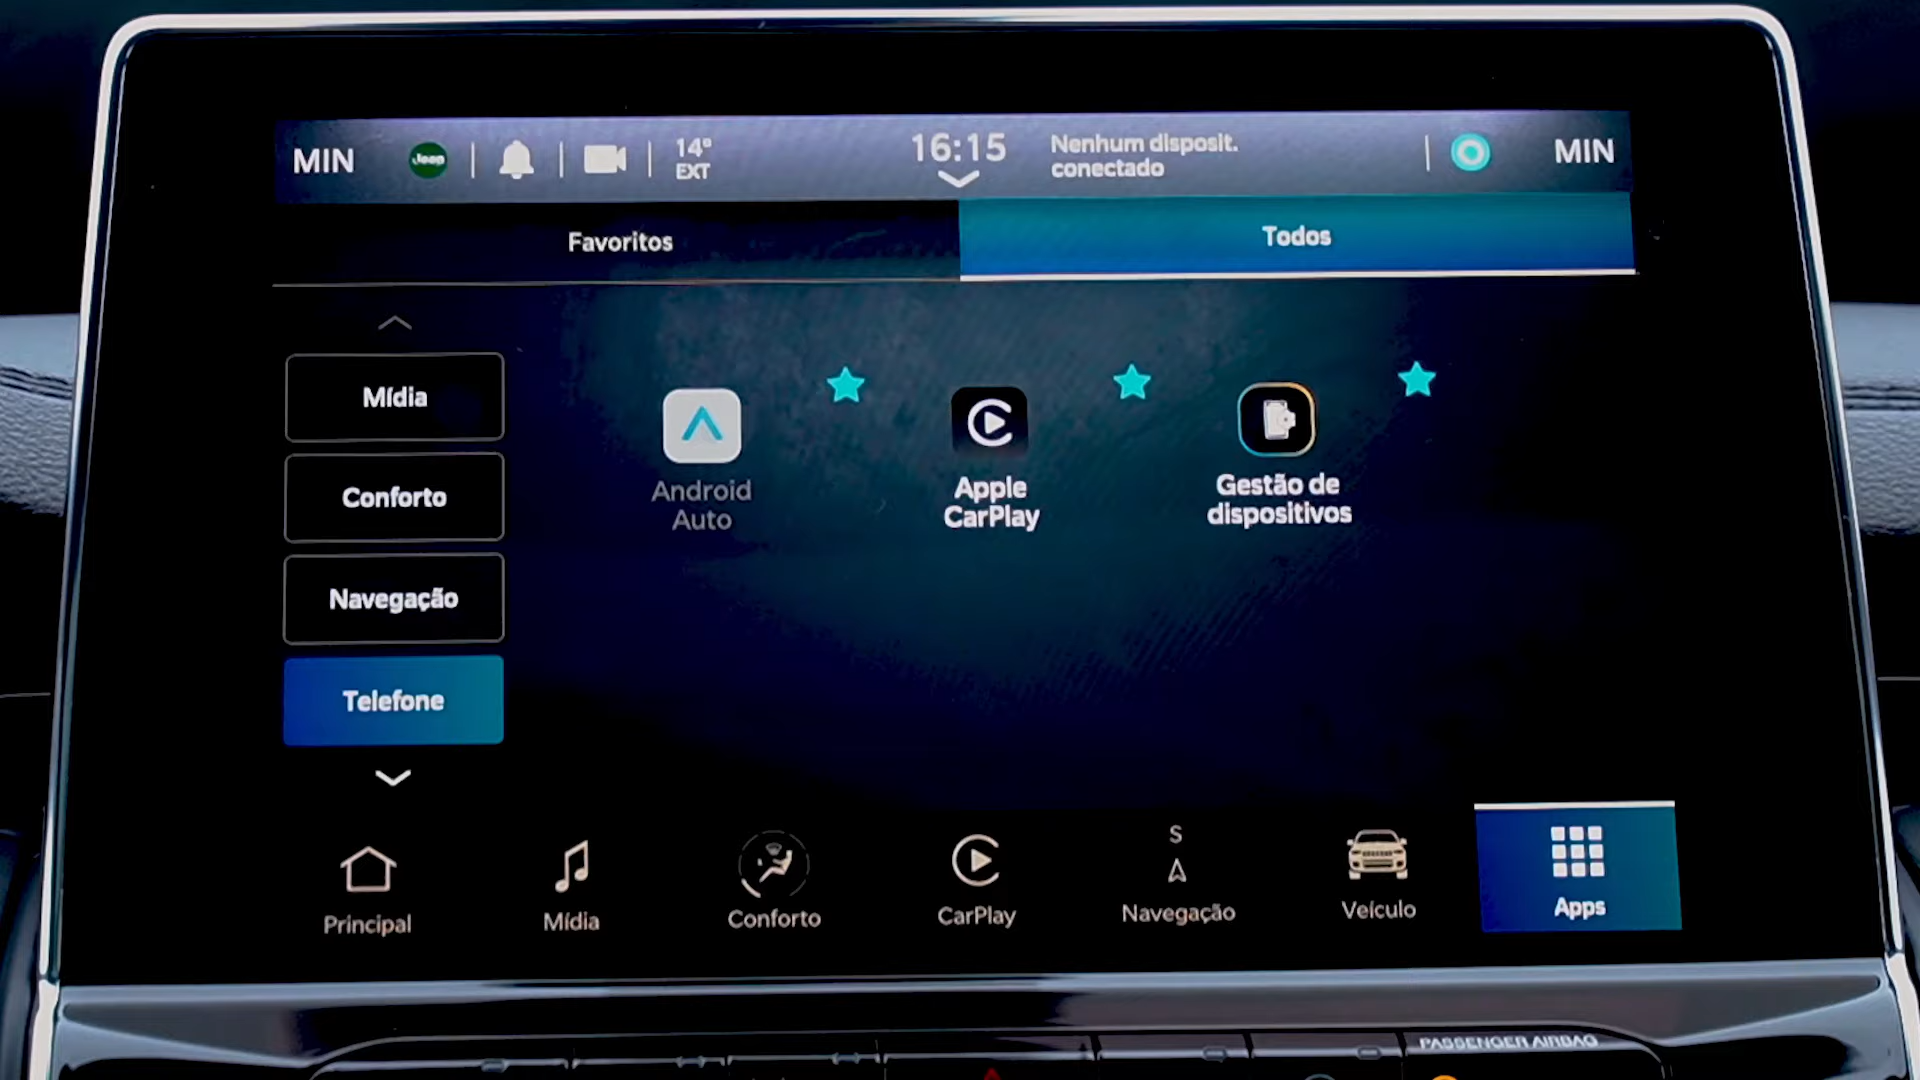 MIN
Jeep
14°
EXT
16:15
Nenhum disposit.
conectado
MIN
Favoritos
Todos
Mídia
Conforto
Navegação
Telefone
Android
Auto
Apple
CarPlay
Gestão de
dispositivos
Principal
Mídia
Conforto
CarPlay
S
Navegação
Veículo
Apps
PASSENGER AIRBAG